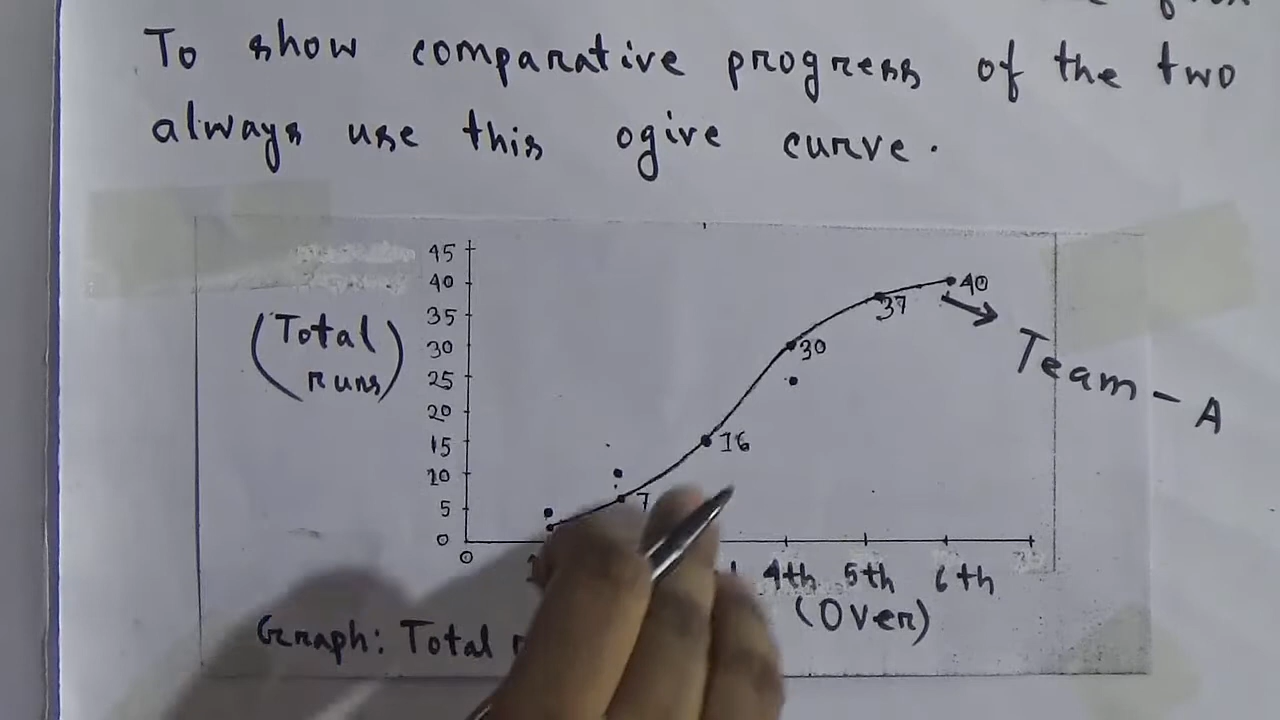 To show comparative progress of the two
always use this ogive curve.
45
40
35
30
25
20
15
10
5
0
(Total runs)
40
37
30
16
7
Team - A
0
4th 5th 6th
(Over)
Graph: Total